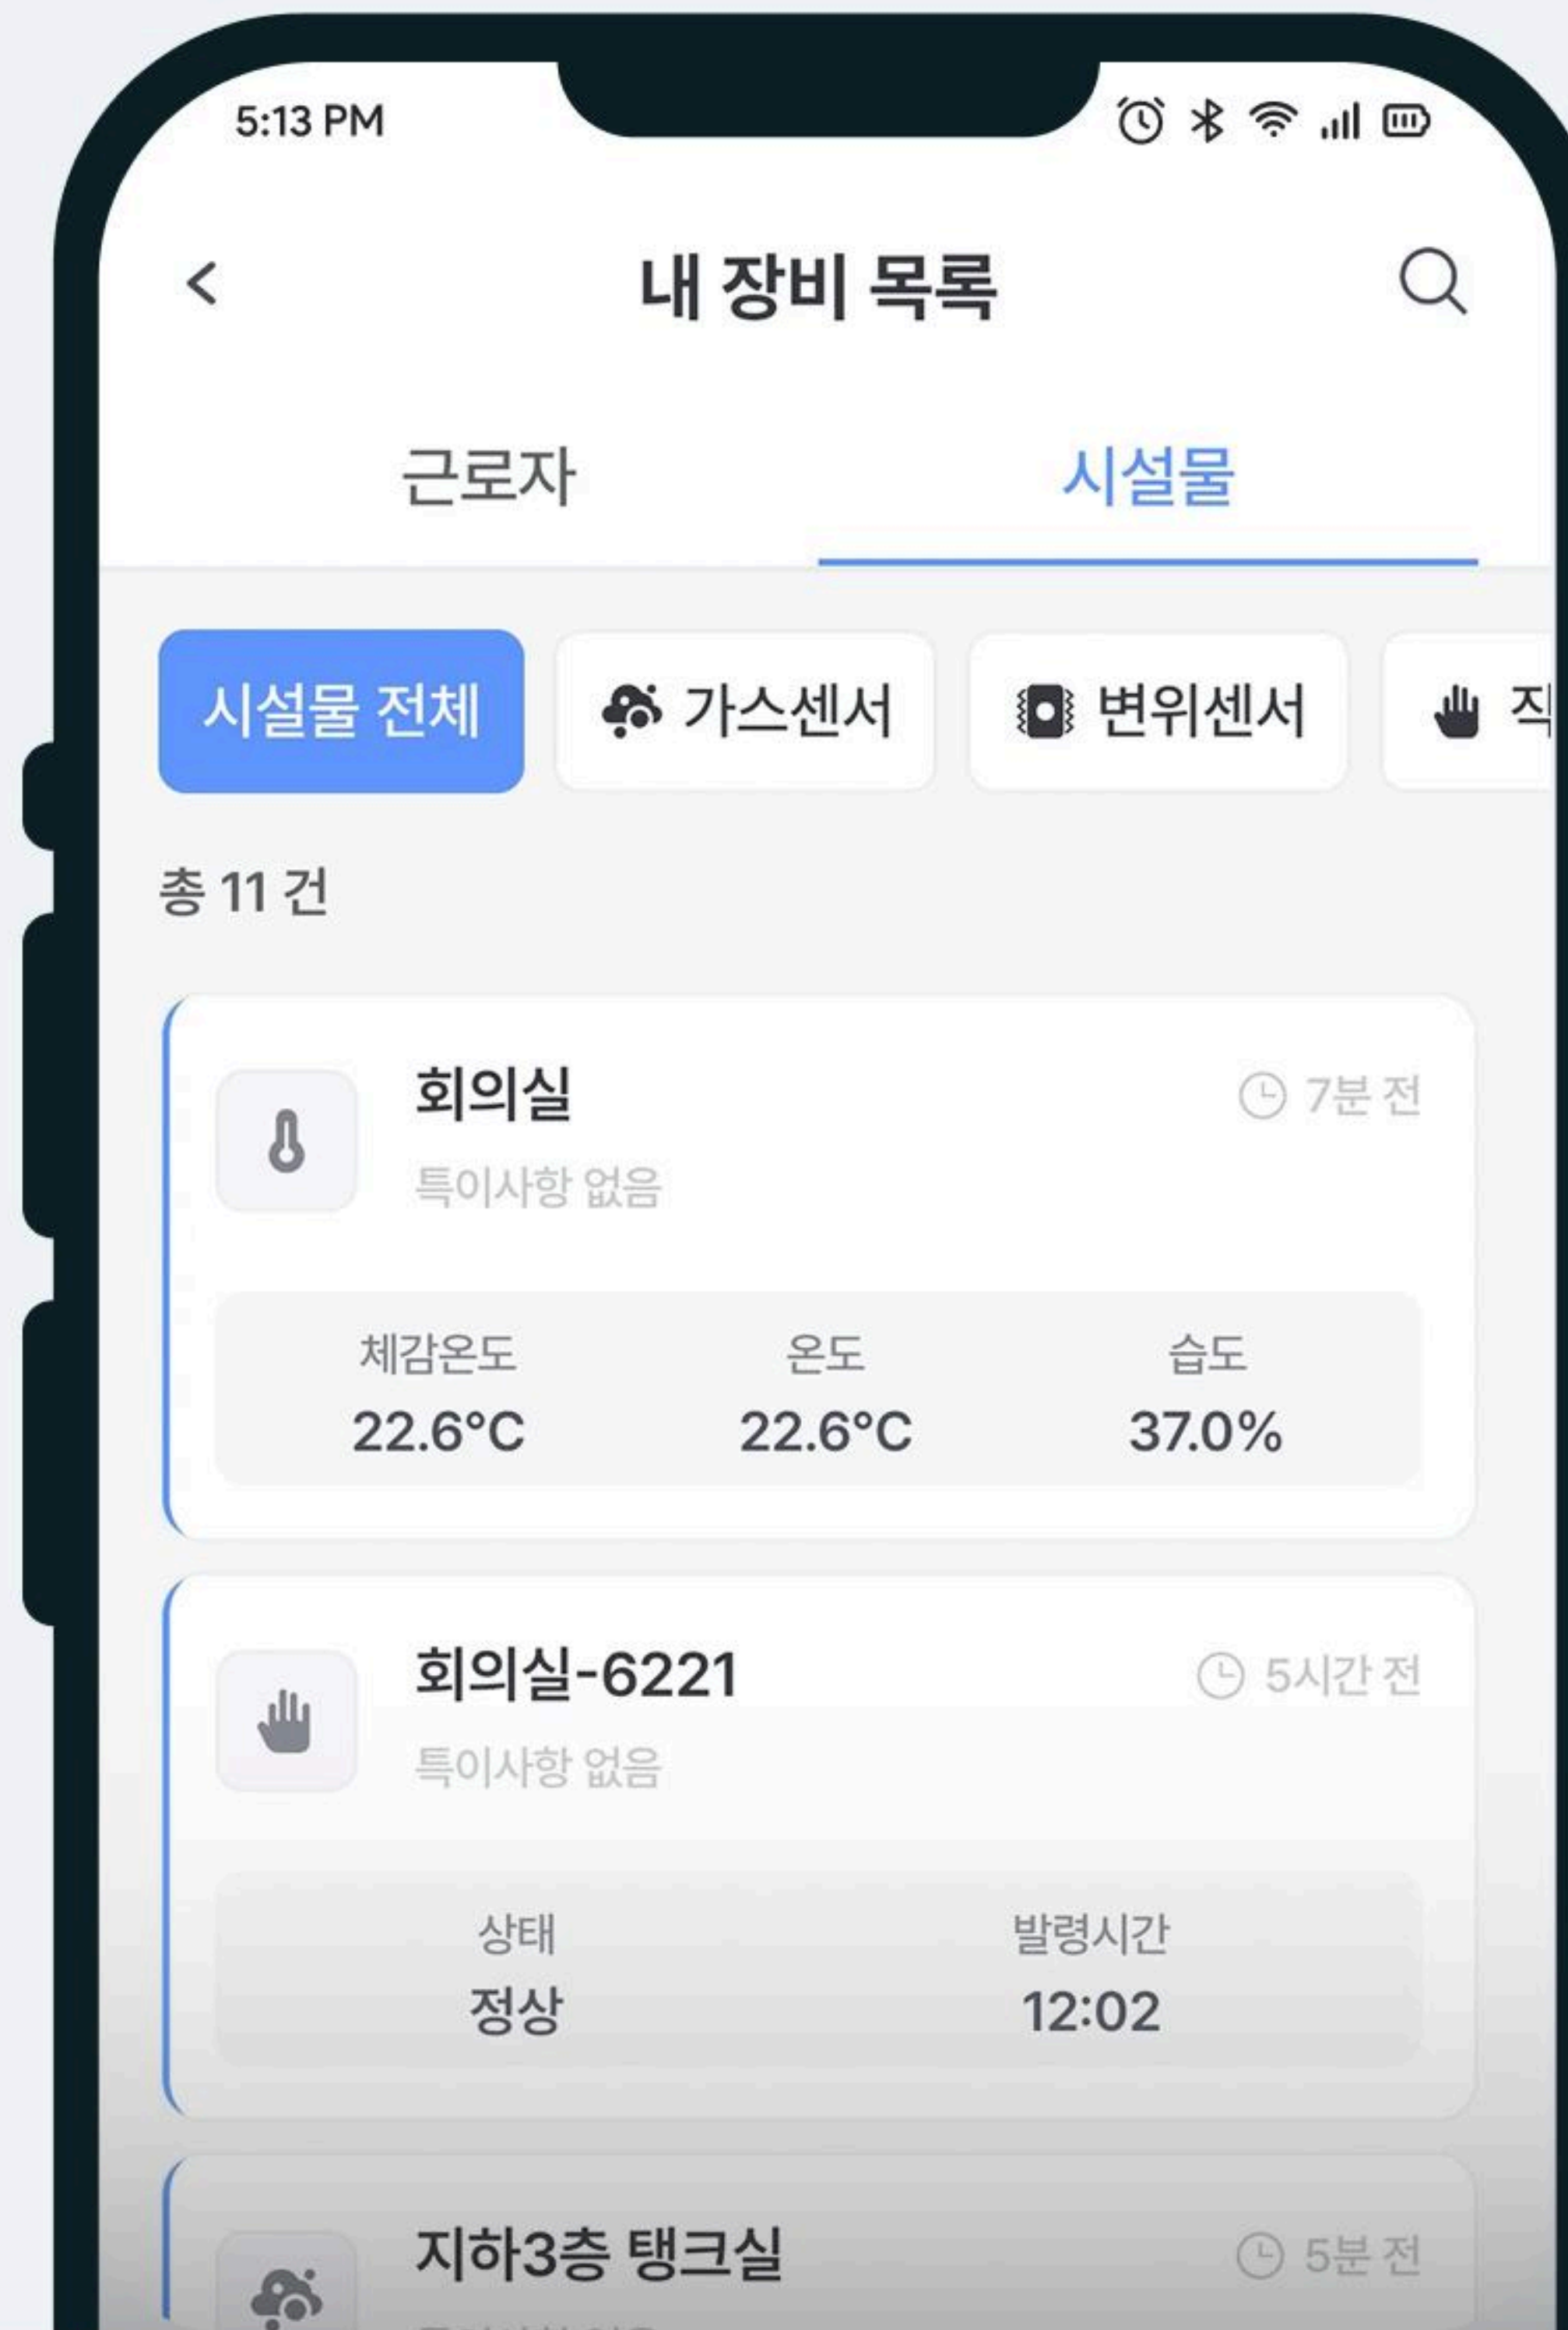 5:13 PM
내 장비 목록
근로자 시설물
시설물 전체 가스센서 변위센서
총 11 건
회의실 7분 전
특이사항 없음
체감온도 온도 습도
22.6°C 22.6°C 37.0%
회의실-6221 5시간 전
특이사항 없음
상태 발령시간
정상 12:02
지하3층 탱크실 5분 전